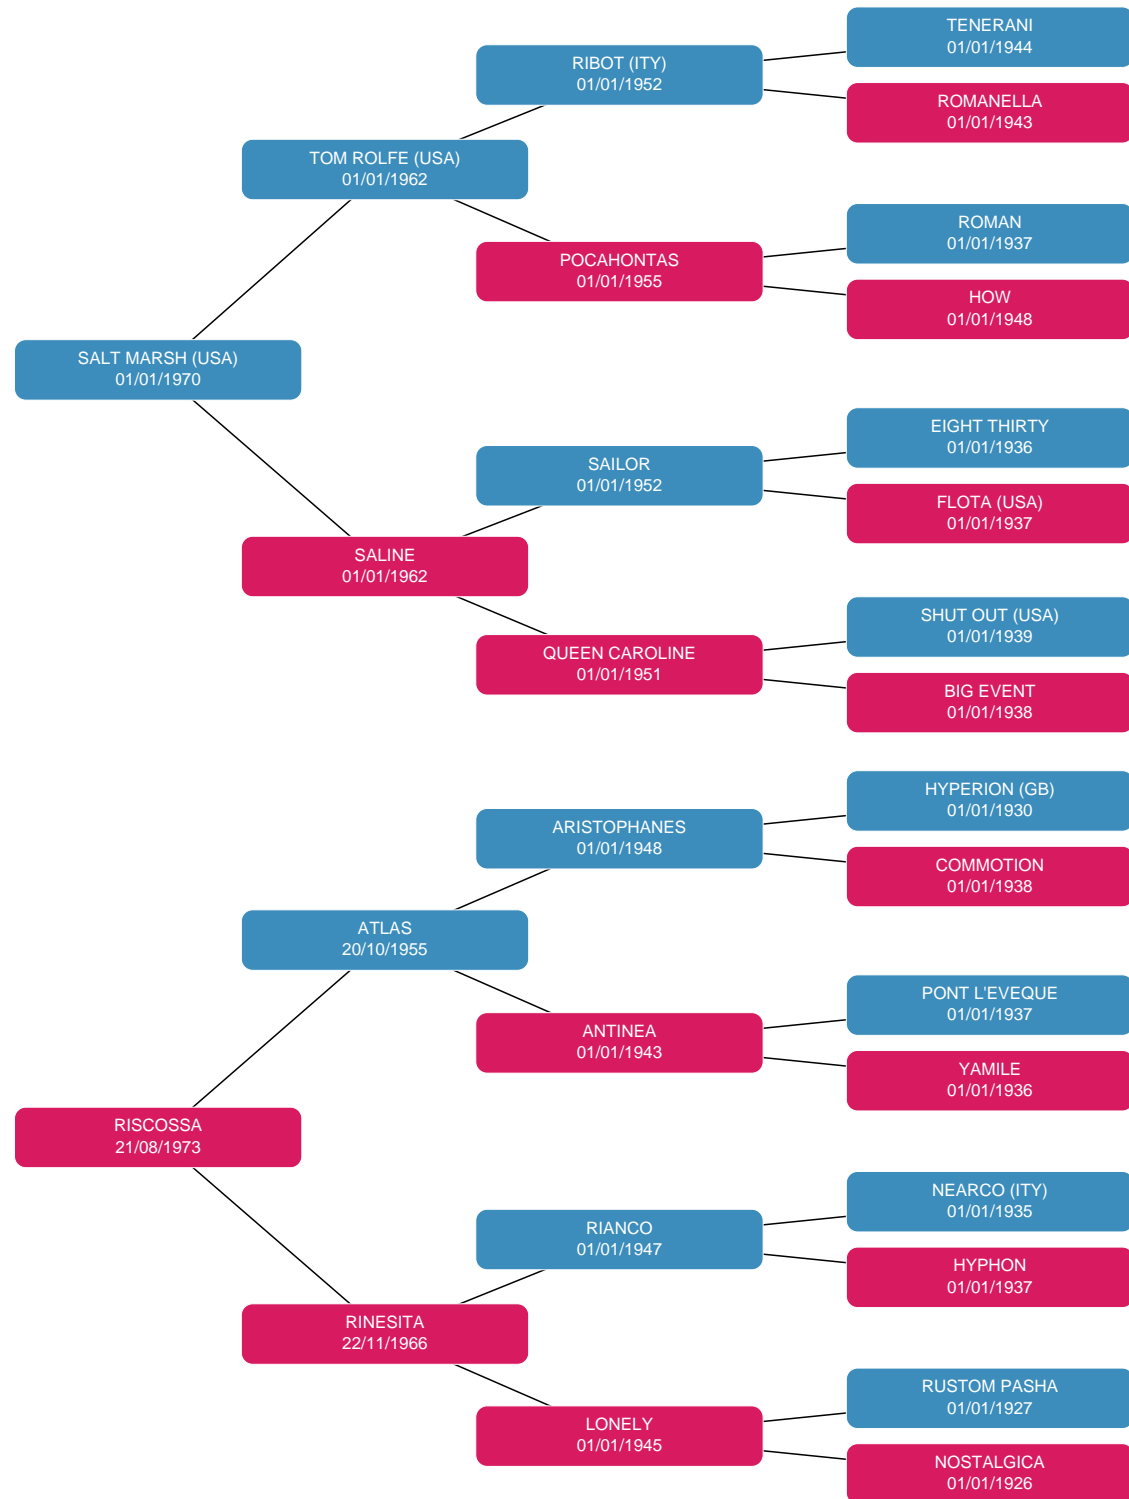 TENERANI
01/01/1944
RIBOT (ITY)
01/01/1952
ROMANELLA
01/01/1943
TOM ROLFE (USA)
01/01/1962
ROMAN
01/01/1937
POCAHONTAS
01/01/1955
HOW
01/01/1948
SALT MARSH (USA)
01/01/1970
EIGHT THIRTY
01/01/1936
SAILOR
01/01/1952
FLOTA (USA)
01/01/1937
SALINE
01/01/1962
SHUT OUT (USA)
01/01/1939
QUEEN CAROLINE
01/01/1951
BIG EVENT
01/01/1938
HYPERION (GB)
01/01/1930
ARISTOPHANES
01/01/1948
COMMOTION
01/01/1938
ATLAS
20/10/1955
PONT L'EVEQUE
01/01/1937
ANTINEA
01/01/1943
YAMILE
01/01/1936
RISCOSSA
21/08/1973
NEARCO (ITY)
01/01/1935
RIANCO
01/01/1947
HYPHON
01/01/1937
RINESITA
22/11/1966
RUSTOM PASHA
01/01/1927
LONELY
01/01/1945
NOSTALGICA
01/01/1926